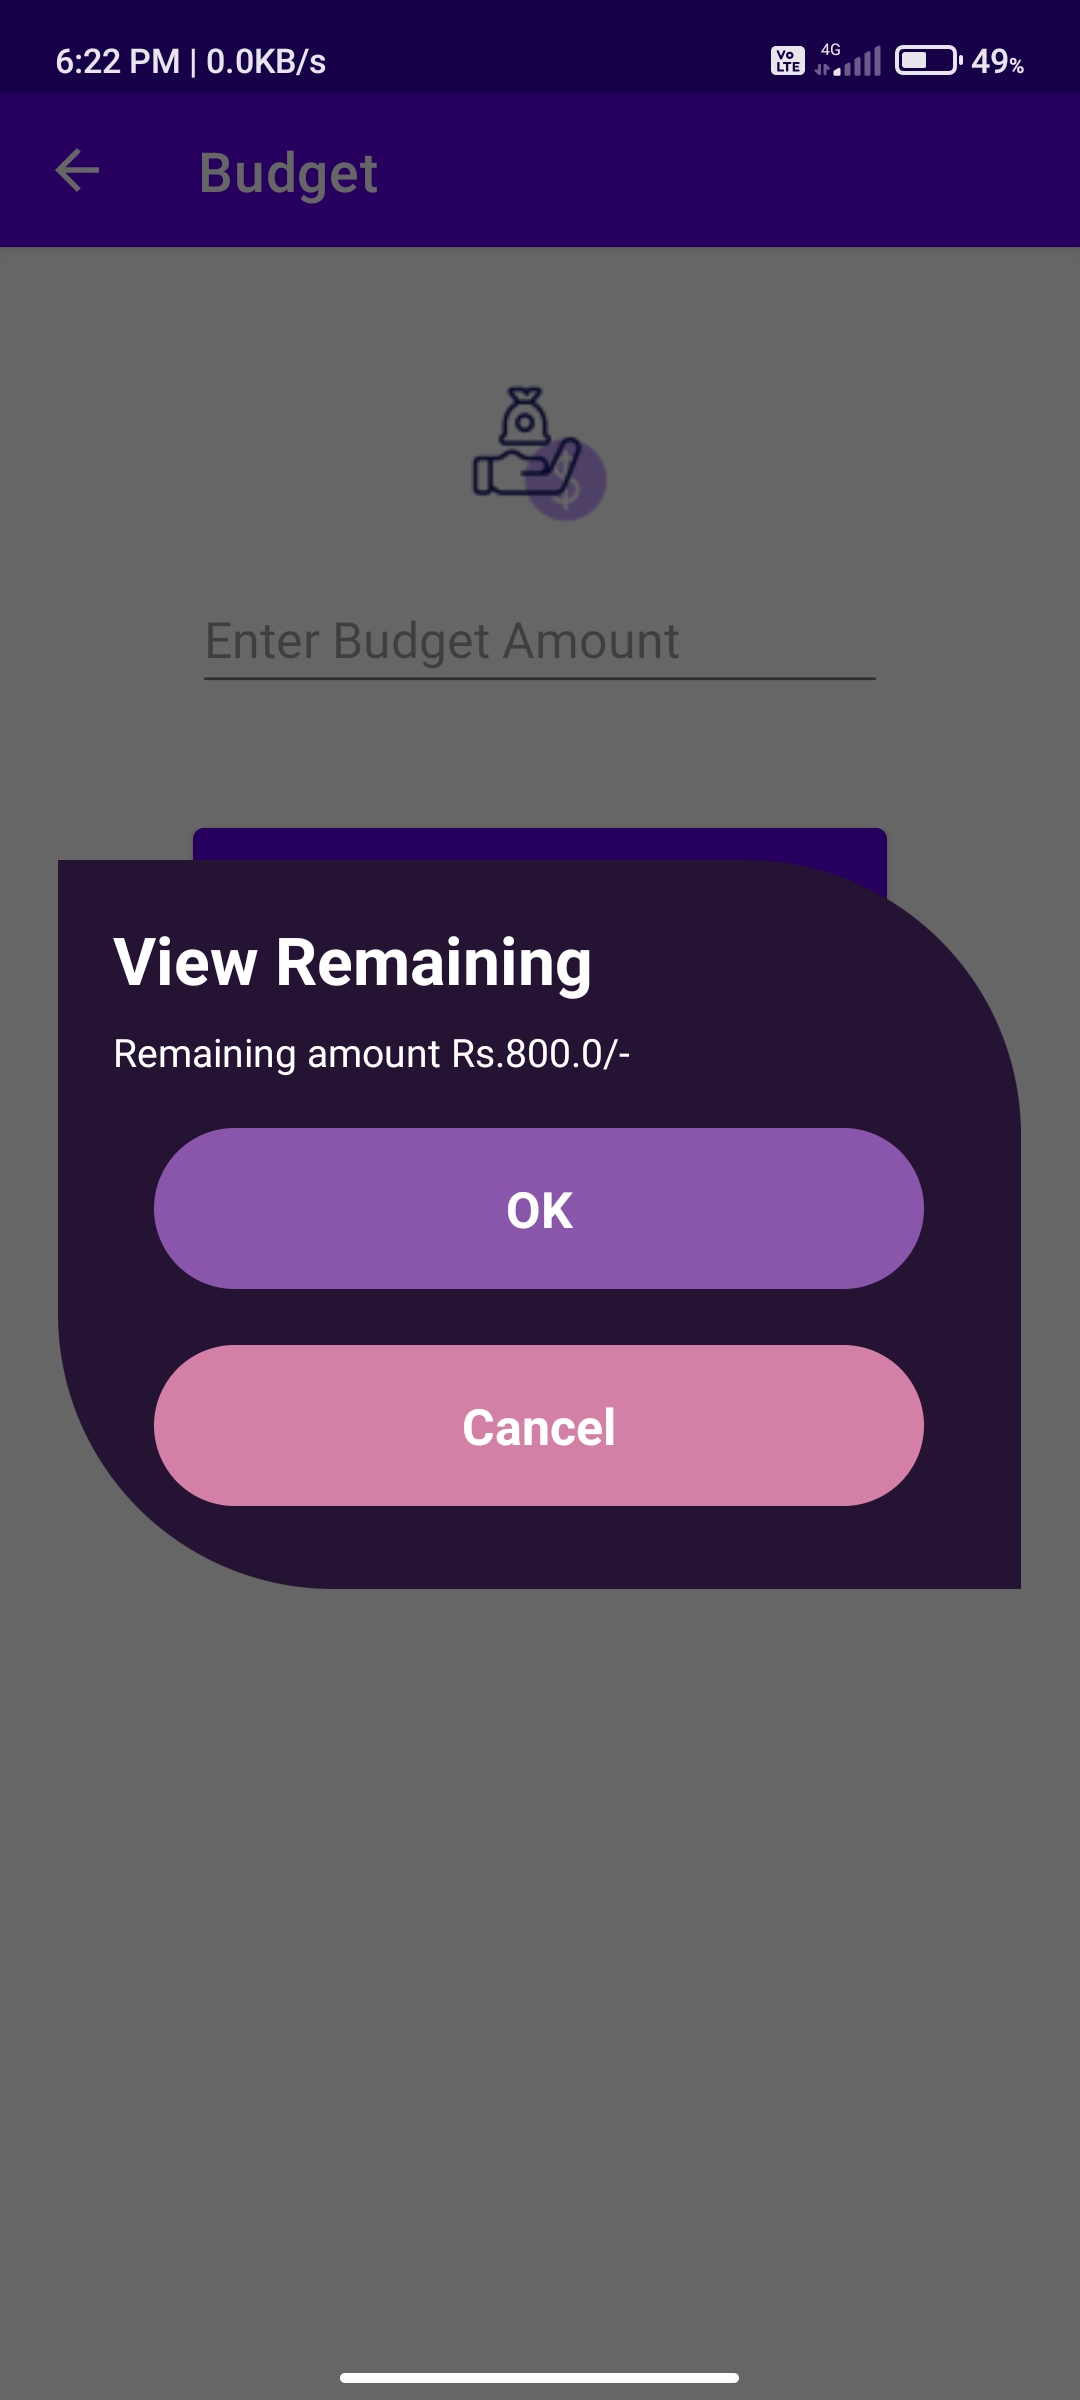 6:22 PM | 0.0KB/s
Vo
LTE
4G
49%
Budget
$
Enter Budget Amount
View Remaining
Remaining amount Rs.800.0/-
OK
Cancel